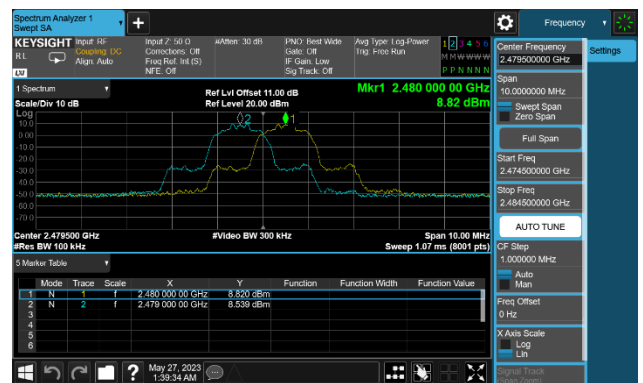 Spectrum Analyzer 1
Swept SA
+
Frequency
KEYSIGHT
RL
Input: RF
Coupling: DC
Align: Auto
Input Z: 50 Ω
Corrections: Off
Freq Ref: Int (S)
NFE: Off
#Atten: 30 dB
PNO: Best Wide
Gate: Off
IF Gain: Low
Sig Track: Off
Avg Type: Log-Power
Trig: Free Run
1 2 3 4 5 6
M M W W W W
P P N N N N
Center Frequency
2.479500000 GHz
Settings
Span
10.0000000 MHz
Swept Span
Zero Span
Full Span
Start Freq
2.474500000 GHz
Stop Freq
2.484500000 GHz
AUTO TUNE
CF Step
1.000000 MHz
Auto
Man
Freq Offset
0 Hz
X Axis Scale
Log
Lin
Signal Track
(Span Zoom)
LXI
1 Spectrum
Scale/Div 10 dB
Ref Lvl Offset 11.00 dB
Ref Level 20.00 dBm
Mkr1 2.480 000 00 GHz
8.82 dBm
Log
10.0
0.00
-10.0
-20.0
-30.0
-40.0
-50.0
-60.0
-70.0
2
1
Center 2.479500 GHz
#Res BW 100 kHz
#Video BW 300 kHz
Span 10.00 MHz
Sweep 1.07 ms (8001 pts)
5 Marker Table
Mode Trace Scale X Y Function Function Width Function Value
1 N 1 f 2.480 000 00 GHz 8.820 dBm
2 N 2 f 2.479 000 00 GHz 8.539 dBm
3
4
5
6
?
May 27, 2023
1:39:34 AM